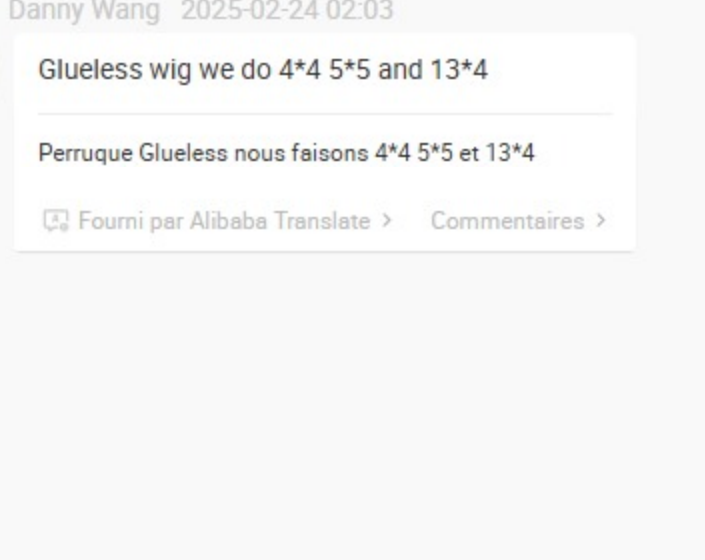 Danny Wang 2025-02-24 02:03
Glueless wig we do 4*4 5*5 and 13*4
Perruque Glueless nous faisons 4*4 5*5 et 13*4
Fourni par Alibaba Translate > Commentaires >